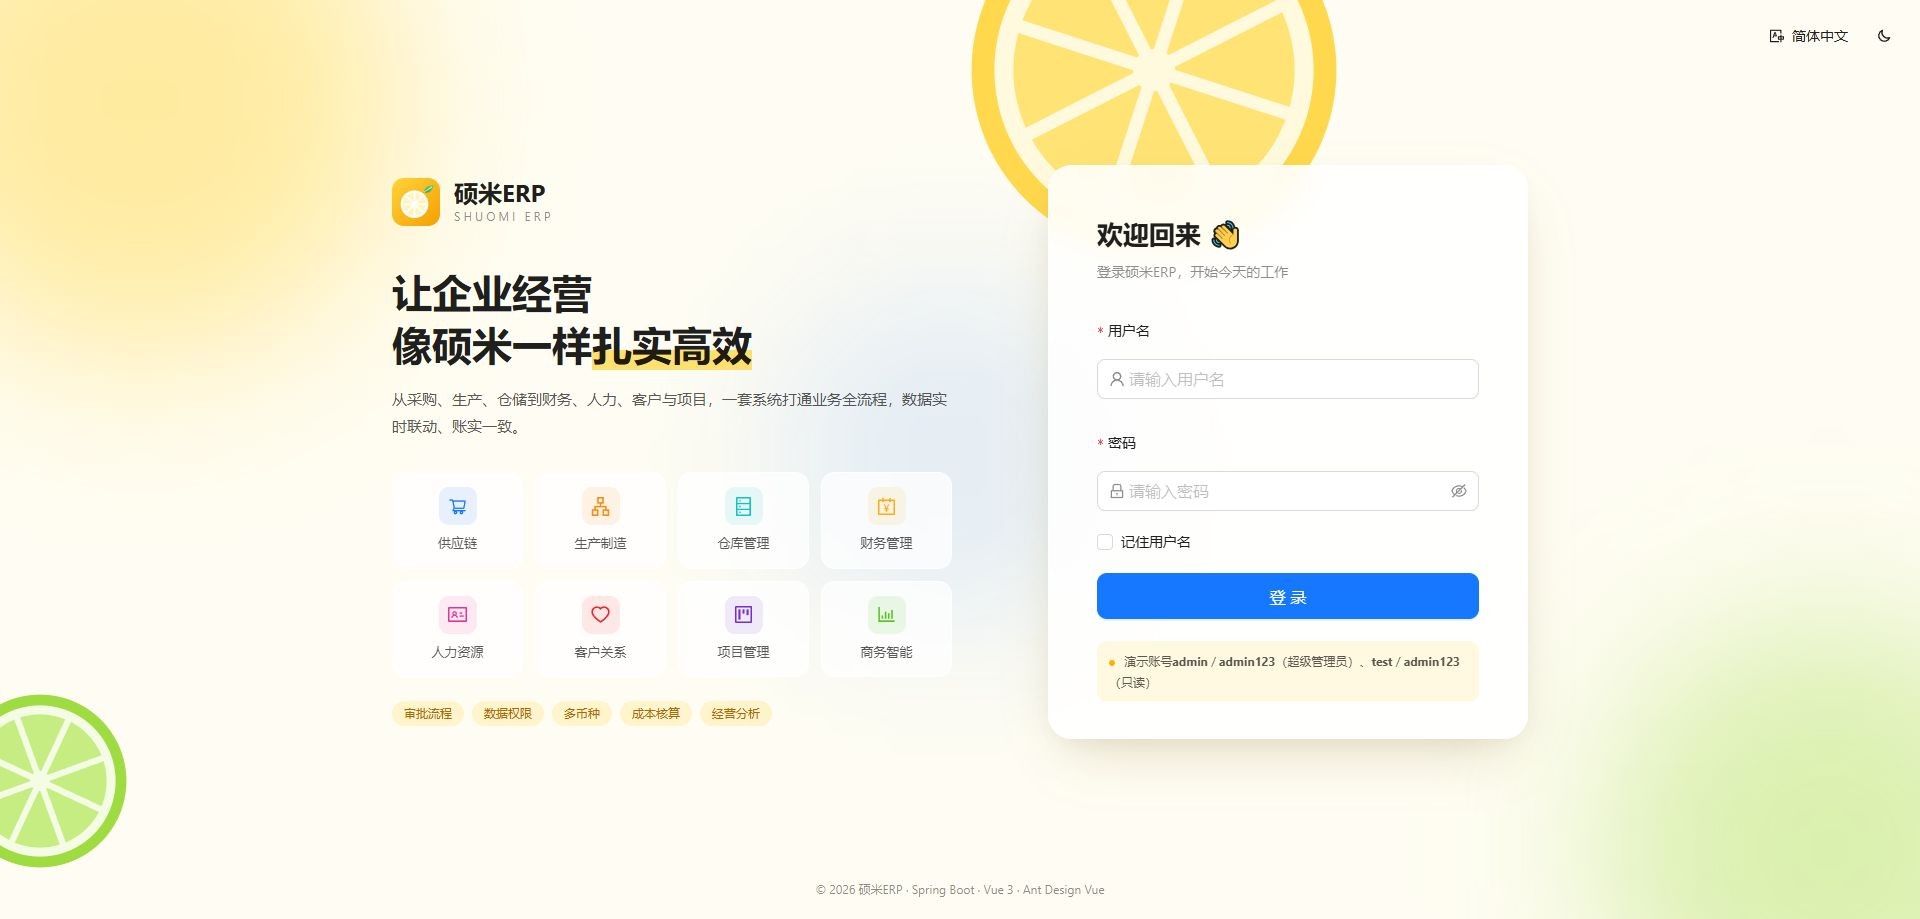 简体中文
硕米ERP
SHUOMI ERP
让企业经营
像硕米一样扎实高效
从采购、生产、仓储到财务、人力、客户与项目，一套系统打通业务全流程，数据实
时联动、账实一致。
供应链
生产制造
仓库管理
财务管理
人力资源
客户关系
项目管理
商务智能
审批流程
数据权限
多币种
成本核算
经营分析
欢迎回来 👋
登录硕米ERP，开始今天的工作
* 用户名
请输入用户名
* 密码
请输入密码
记住用户名
登 录
演示账号admin / admin123（超级管理员）、test / admin123
（只读）
© 2026 硕米ERP · Spring Boot · Vue 3 · Ant Design Vue